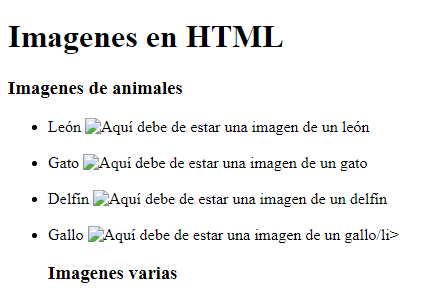 Imagenes en HTML
Imagenes de animales
León Aquí debe de estar una imagen de un león
Gato Aquí debe de estar una imagen de un gato
Delfín Aquí debe de estar una imagen de un delfín
Gallo Aquí debe de estar una imagen de un gallo/li>
Imagenes varias